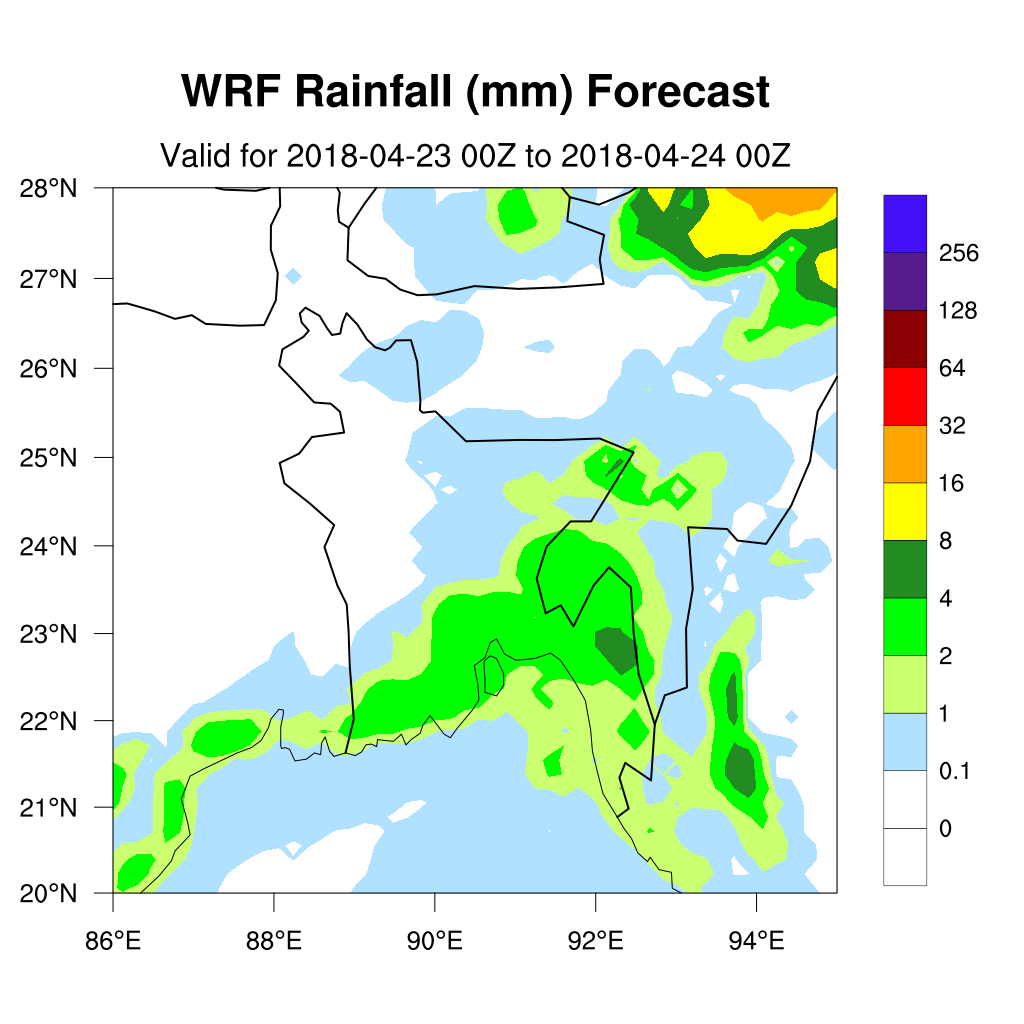 WRF Rainfall (mm) Forecast
Valid for 2018-04-23 00Z to 2018-04-24 00Z
28°N
27°N
26°N
25°N
24°N
23°N
22°N
21°N
20°N
86°E 88°E 90°E 92°E 94°E
256
128
64
32
16
8
4
2
1
0.1
0